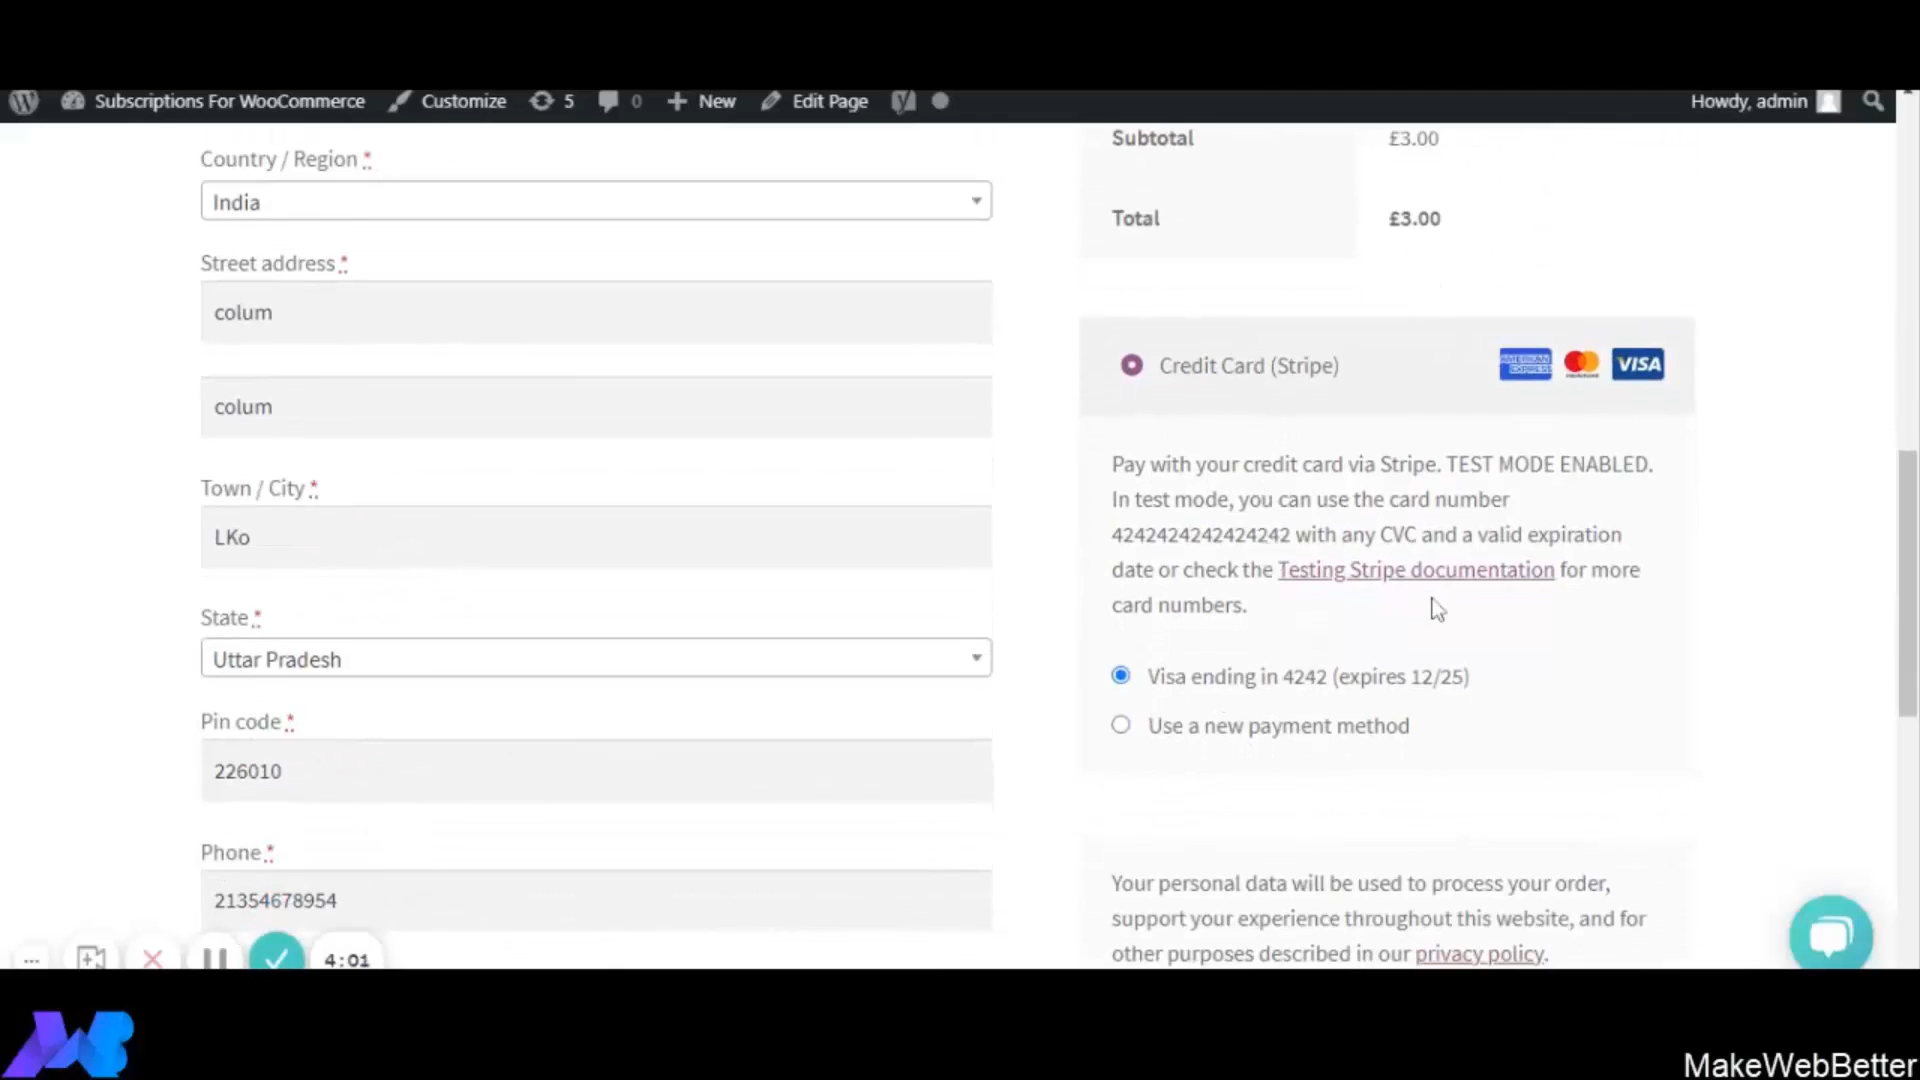 Subscriptions For WooCommerce Customize 5 0 New Edit Page Howdy, admin
Country / Region *
India
Street address *
colum
colum
Town / City *
LKo
State *
Uttar Pradesh
Pin code *
226010
Phone *
21354678954
Subtotal £3.00
Total £3.00
Credit Card (Stripe) AMERICAN EXPRESS VISA
Pay with your credit card via Stripe. TEST MODE ENABLED.
In test mode, you can use the card number
4242424242424242 with any CVC and a valid expiration
date or check the Testing Stripe documentation for more
card numbers.
Visa ending in 4242 (expires 12/25)
Use a new payment method
Your personal data will be used to process your order,
support your experience throughout this website, and for
other purposes described in our privacy policy.
4:01
MakeWebBetter